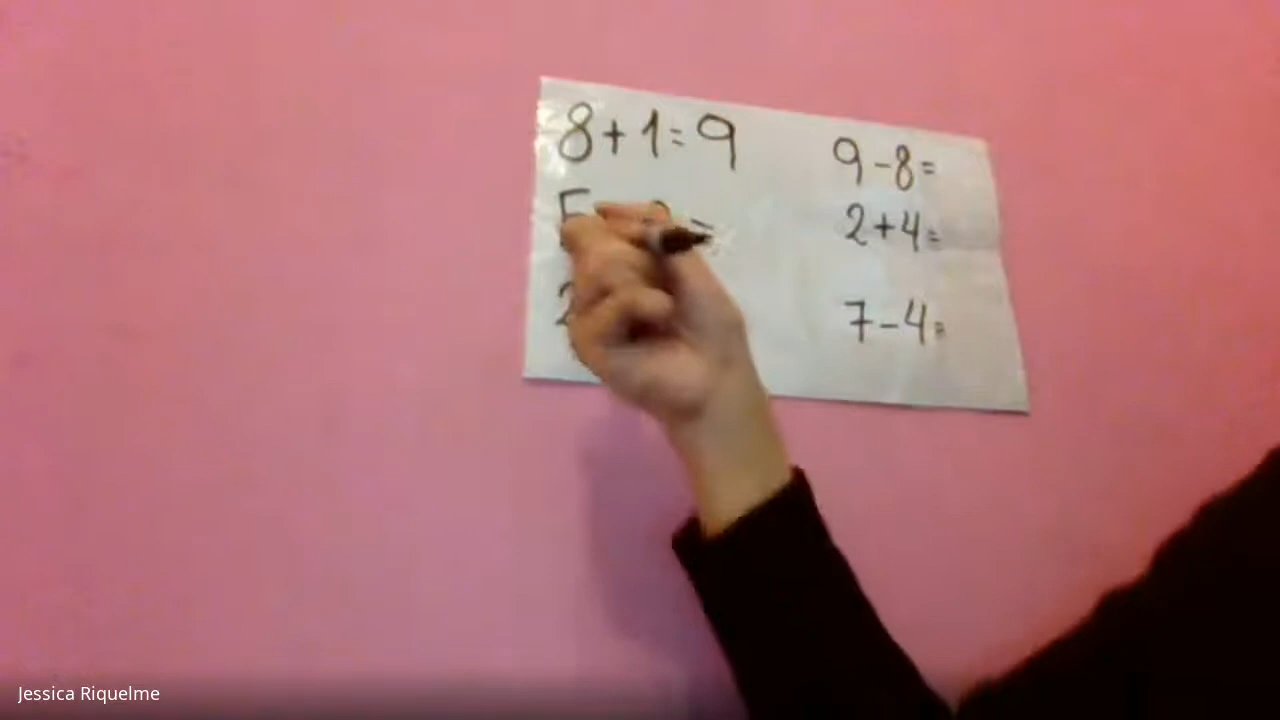 8+1=9
9-8=
2+4=
7-4=
Jessica Riquelme